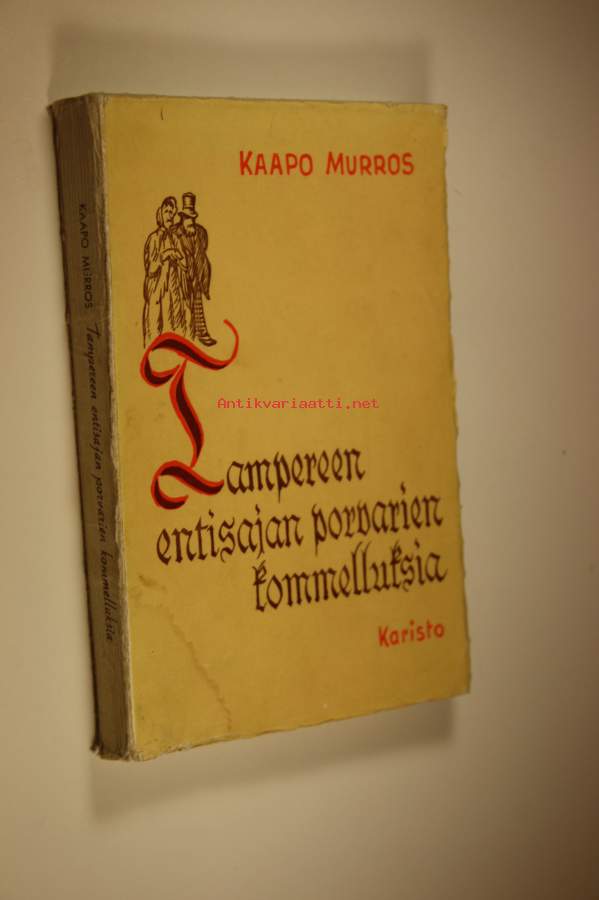 KAAPO MURROS
Tampereen
entisajan porvarien
kommelluksia
Karisto
KAAPO MURROS Tampereen entisajan porvarien kommelluksia
Antikvariaatti.net